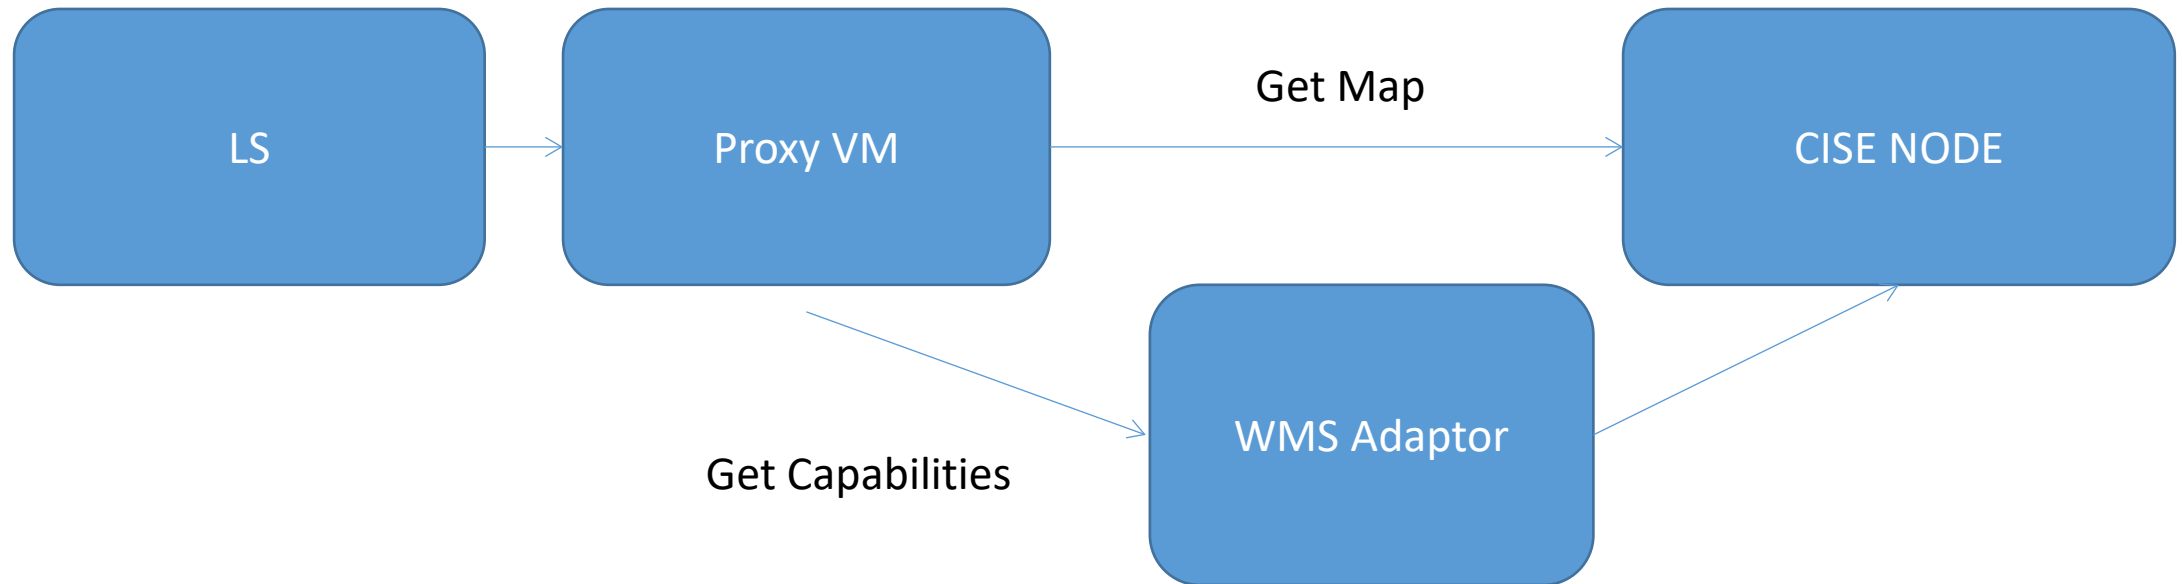 LS
Proxy VM
Get Map
CISE NODE
WMS Adaptor
Get Capabilities